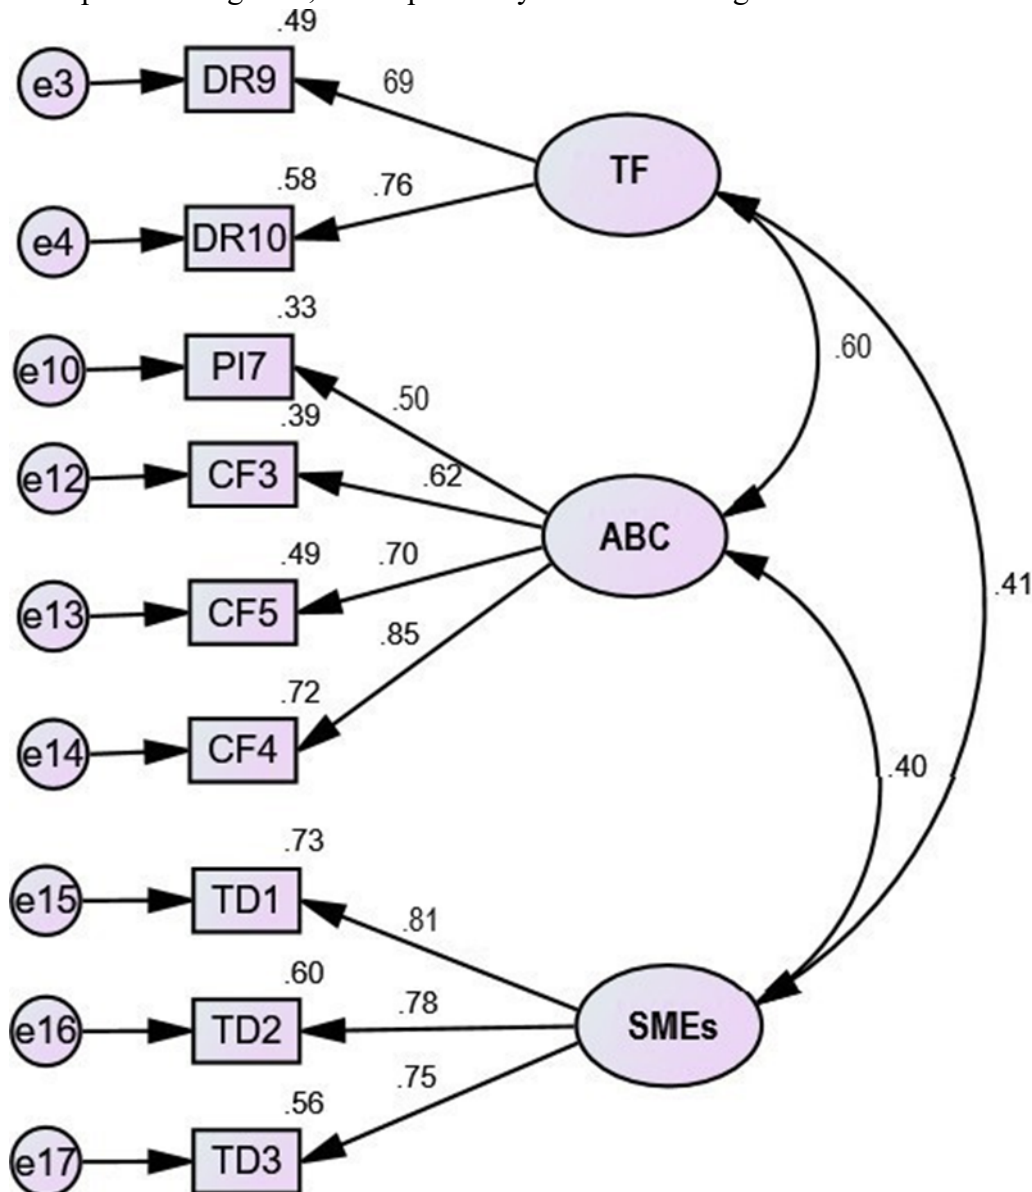 .49
e3 DR9 69
TF
.58 .76
e4 DR10
.33
.60
e10 PI7 .50
.39
e12 CF3 .62
ABC
.49 .70
e13 CF5
.41
.85
.72
e14 CF4
.40
.73
e15 TD1 .81
.60 .78
e16 TD2
SMEs
.75
.56
e17 TD3